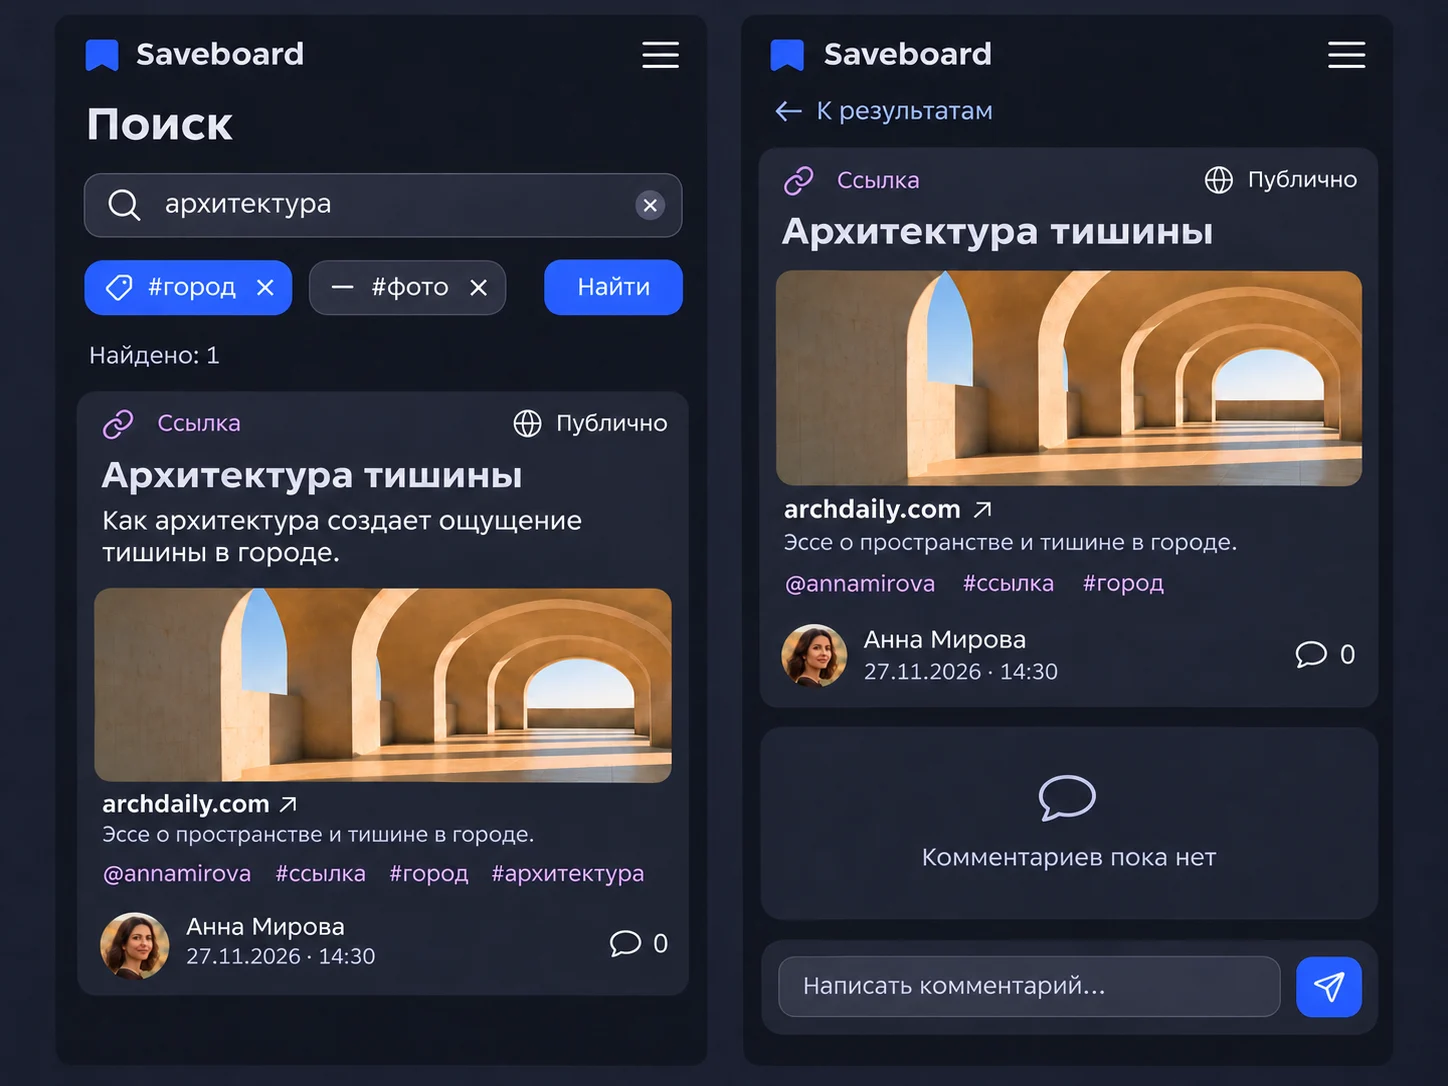 Saveboard
Поиск
архитектура
#город
— #фото
Найти
Найдено: 1
Ссылка
Публично
Архитектура тишины
Как архитектура создает ощущение
тишины в городе.
archdaily.com ↗
Эссе о пространстве и тишине в городе.
@annamirova #ссылка #город #архитектура
Анна Мирова
27.11.2026 · 14:30
0
Saveboard
← К результатам
Ссылка
Публично
Архитектура тишины
archdaily.com ↗
Эссе о пространстве и тишине в городе.
@annamirova #ссылка #город
Анна Мирова
27.11.2026 · 14:30
0
Комментариев пока нет
Написать комментарий...